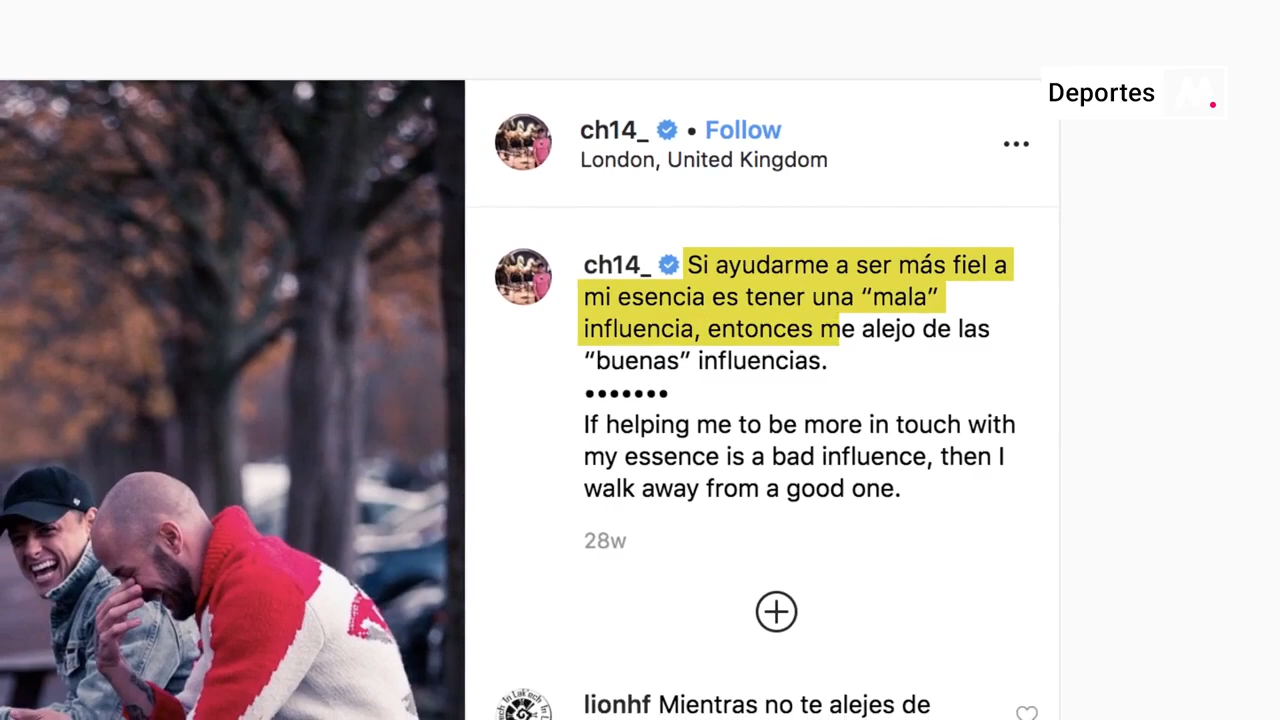 Deportes
ch14_ • Follow
London, United Kingdom
ch14_ Si ayudarme a ser más fiel a
mi esencia es tener una “mala”
influencia, entonces me alejo de las
“buenas” influencias.
•••••••
If helping me to be more in touch with
my essence is a bad influence, then I
walk away from a good one.
28w
lionhf Mientras no te alejes de